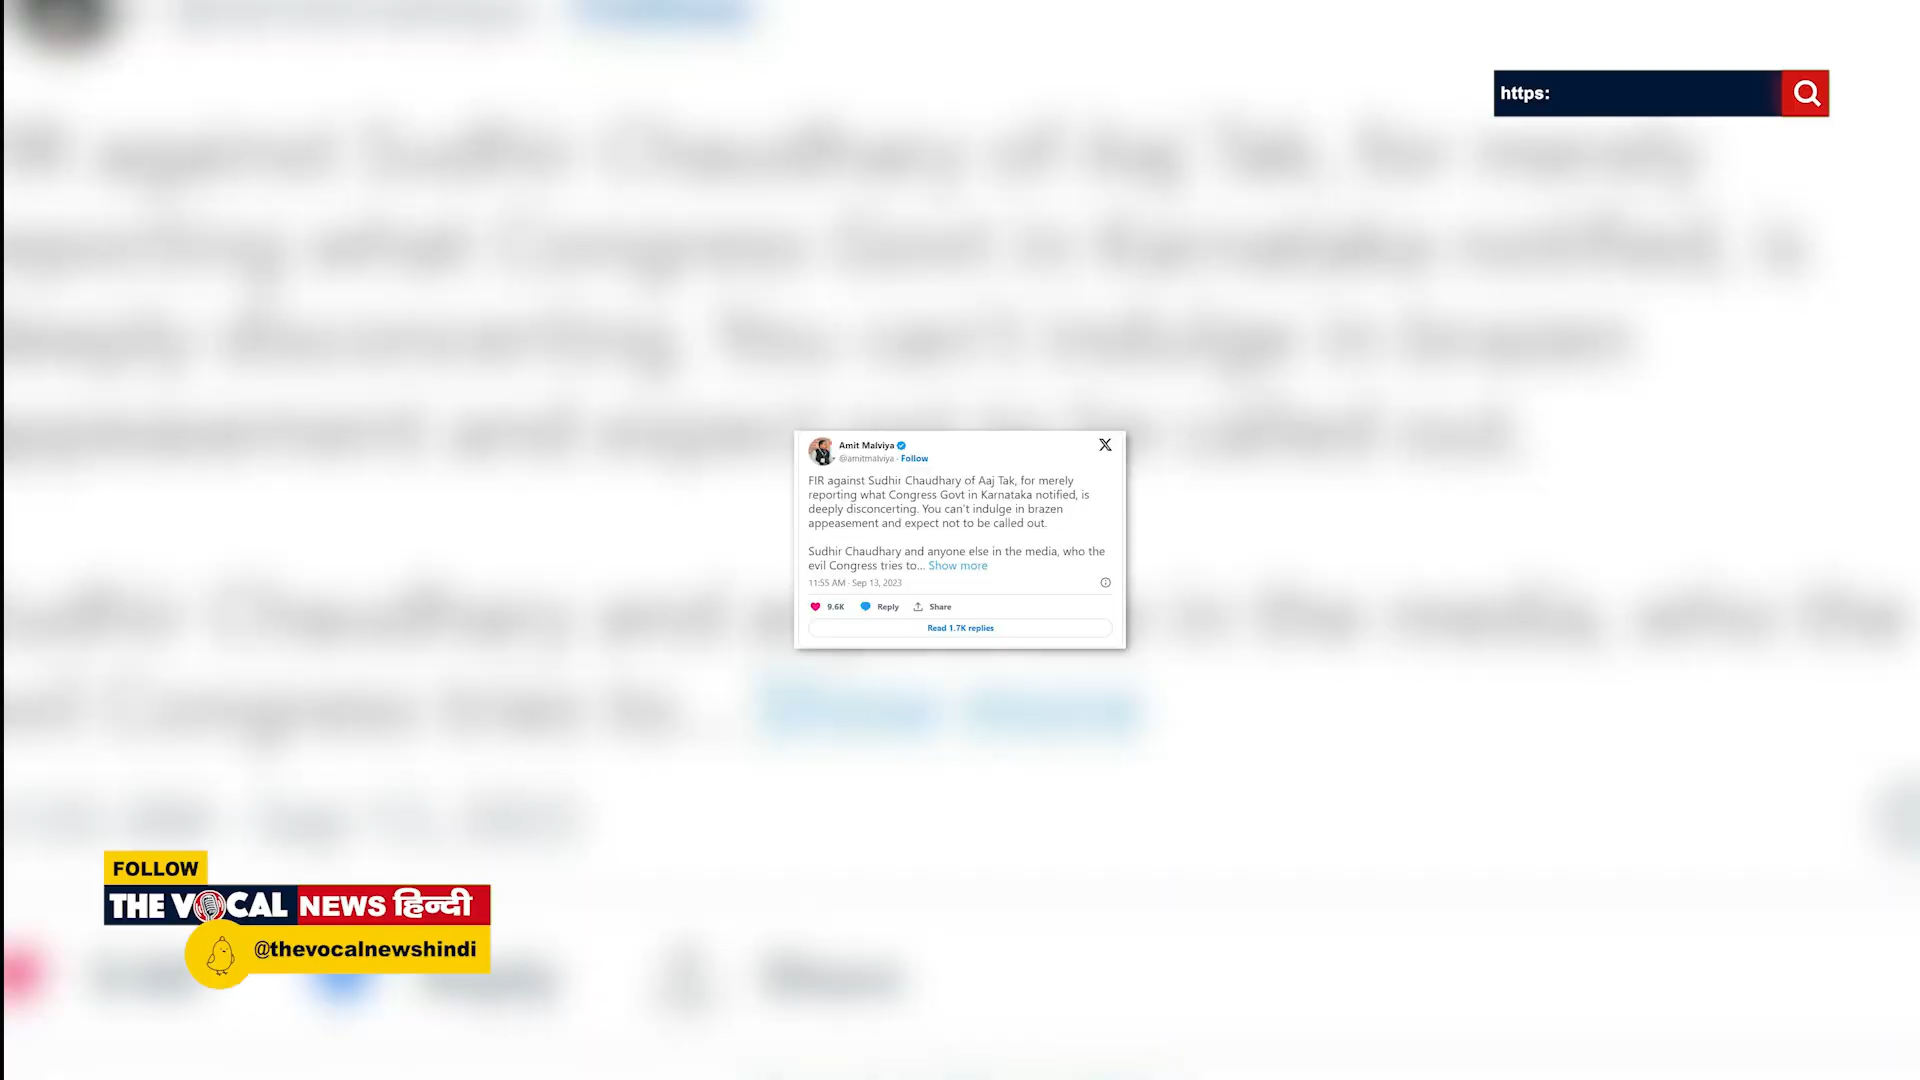 https:
Amit Malviya
@amitmalviya · Follow
FIR against Sudhir Chaudhary of Aaj Tak, for merely
reporting what Congress Govt in Karnataka notified, is
deeply disconcerting. You can't indulge in brazen
appeasement and expect not to be called out.
Sudhir Chaudhary and anyone else in the media, who the
evil Congress tries to... Show more
11:55 AM · Sep 13, 2023
9.6K Reply Share
Read 1.7K replies
FOLLOW
THE VOCAL NEWS हिन्दी
@thevocalnewshindi